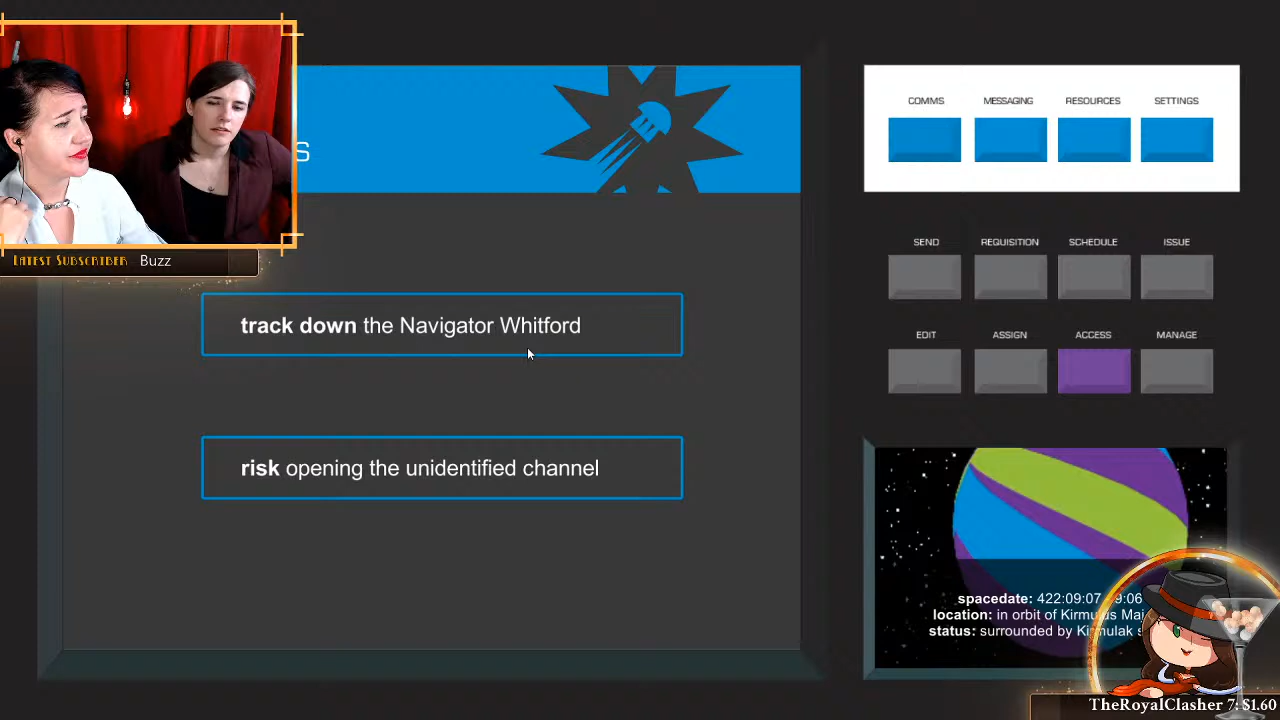 S
COMMS MESSAGING RESOURCES SETTINGS
LATEST SUBSCRIBER Buzz
SEND REQUISITION SCHEDULE ISSUE
track down the Navigator Whitford
EDIT ASSIGN ACCESS MANAGE
risk opening the unidentified channel
spacedate: 422:09:07
location: in orbit of
status: surrounded by
TheRoyalClasher 7: $1.60